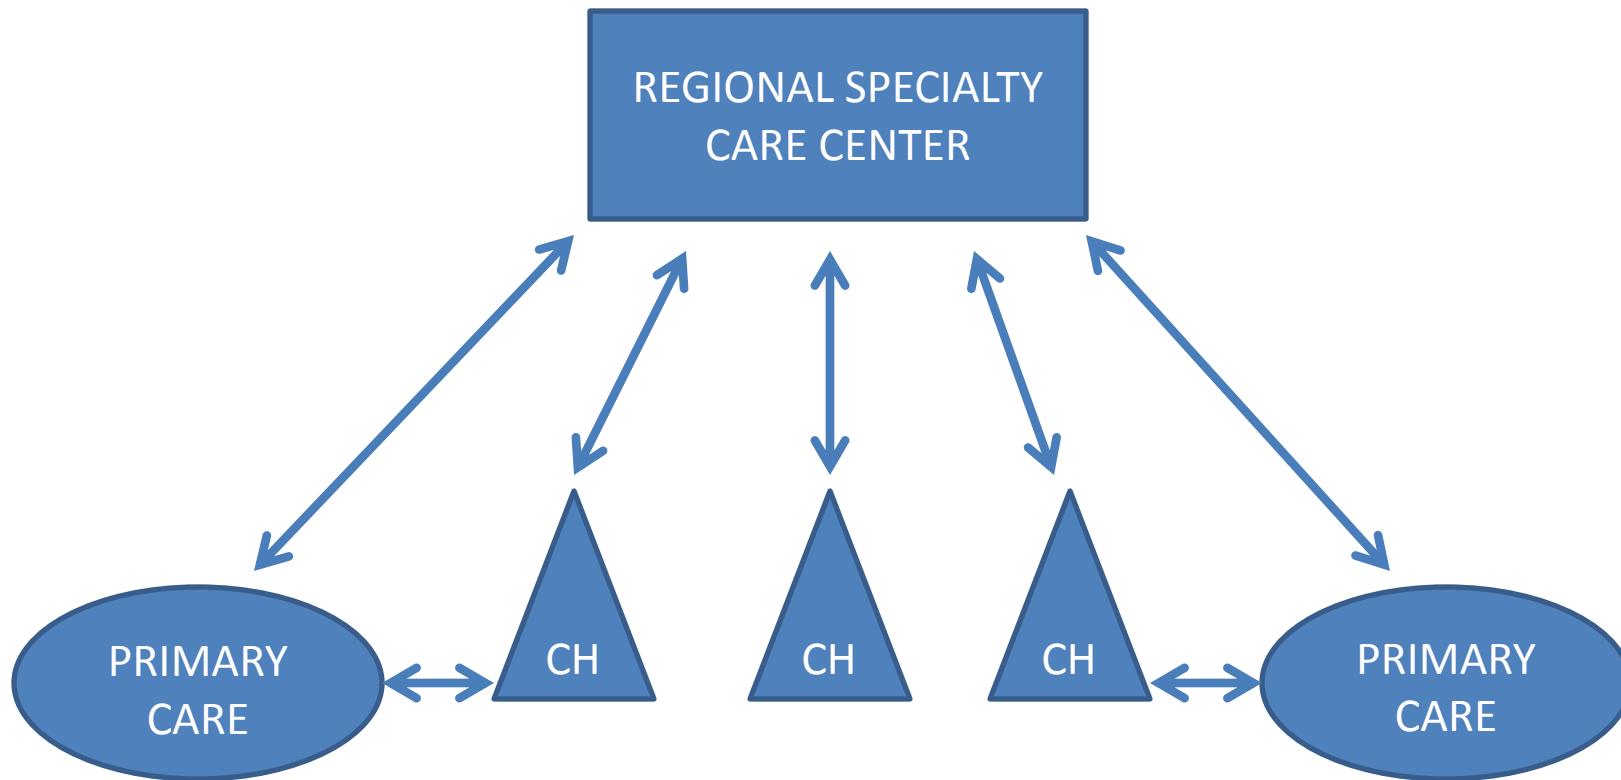 REGIONAL SPECIALTY
CARE CENTER
PRIMARY
CARE
CH
CH
CH
PRIMARY
CARE